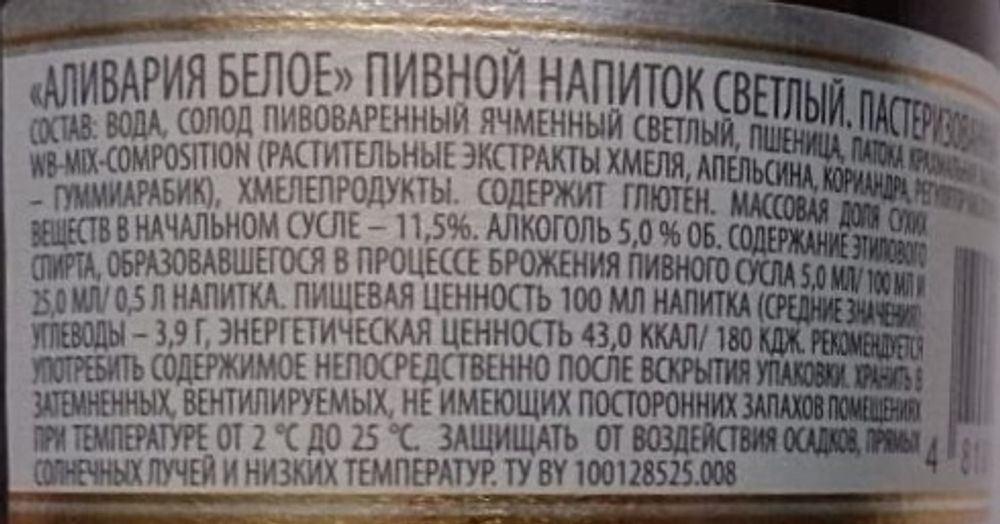 «АЛИВАРИЯ БЕЛОЕ» ПИВНОЙ НАПИТОК СВЕТЛЫЙ.
СОСТАВ: ВОДА, СОЛОД ПИВОВАРЕННЫЙ ЯЧМЕННЫЙ СВЕТЛЫЙ, ПШЕНИЦА, ПАТОКА
WB-MIX-COMPOSITION (РАСТИТЕЛЬНЫЕ ЭКСТРАКТЫ ХМЕЛЯ, АПЕЛЬСИНА, КОРИАНДРА,
– ГУММИАРАБИК), ХМЕЛЕПРОДУКТЫ. СОДЕРЖИТ ГЛЮТЕН. МАССОВАЯ ДОЛЯ СУХИХ
ВЕЩЕСТВ В НАЧАЛЬНОМ СУСЛЕ – 11,5%. АЛКОГОЛЬ 5,0 % ОБ. СОДЕРЖАНИЕ ЭТИЛОВОГО
СПИРТА, ОБРАЗОВАВШЕГОСЯ В ПРОЦЕССЕ БРОЖЕНИЯ ПИВНОГО СУСЛА 5,0 МЛ/ 100 МЛ И
25,0 МЛ/ 0,5 Л НАПИТКА. ПИЩЕВАЯ ЦЕННОСТЬ 100 МЛ НАПИТКА (СРЕДНИЕ ЗНАЧЕНИЯ):
УГЛЕВОДЫ – 3,9 Г, ЭНЕРГЕТИЧЕСКАЯ ЦЕННОСТЬ 43,0 ККАЛ/ 180 КДЖ. РЕКОМЕНДУЕТСЯ
УПОТРЕБИТЬ СОДЕРЖИМОЕ НЕПОСРЕДСТВЕННО ПОСЛЕ ВСКРЫТИЯ УПАКОВКИ. ХРАНИТЬ В
ЗАТЕМНЕННЫХ, ВЕНТИЛИРУЕМЫХ, НЕ ИМЕЮЩИХ ПОСТОРОННИХ ЗАПАХОВ ПОМЕЩЕНИЯХ
ПРИ ТЕМПЕРАТУРЕ ОТ 2 °С ДО 25 °С. ЗАЩИЩАТЬ ОТ ВОЗДЕЙСТВИЯ ОСАДКОВ, ПРЯМЫХ
СОЛНЕЧНЫХ ЛУЧЕЙ И НИЗКИХ ТЕМПЕРАТУР. ТУ BY 100128525.008
4 81